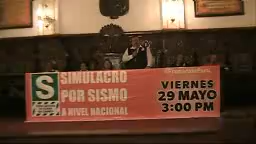 S
SIMULACRO
POR SISMO
A NIVEL NACIONAL
VIERNES
29 MAYO
3:00 PM